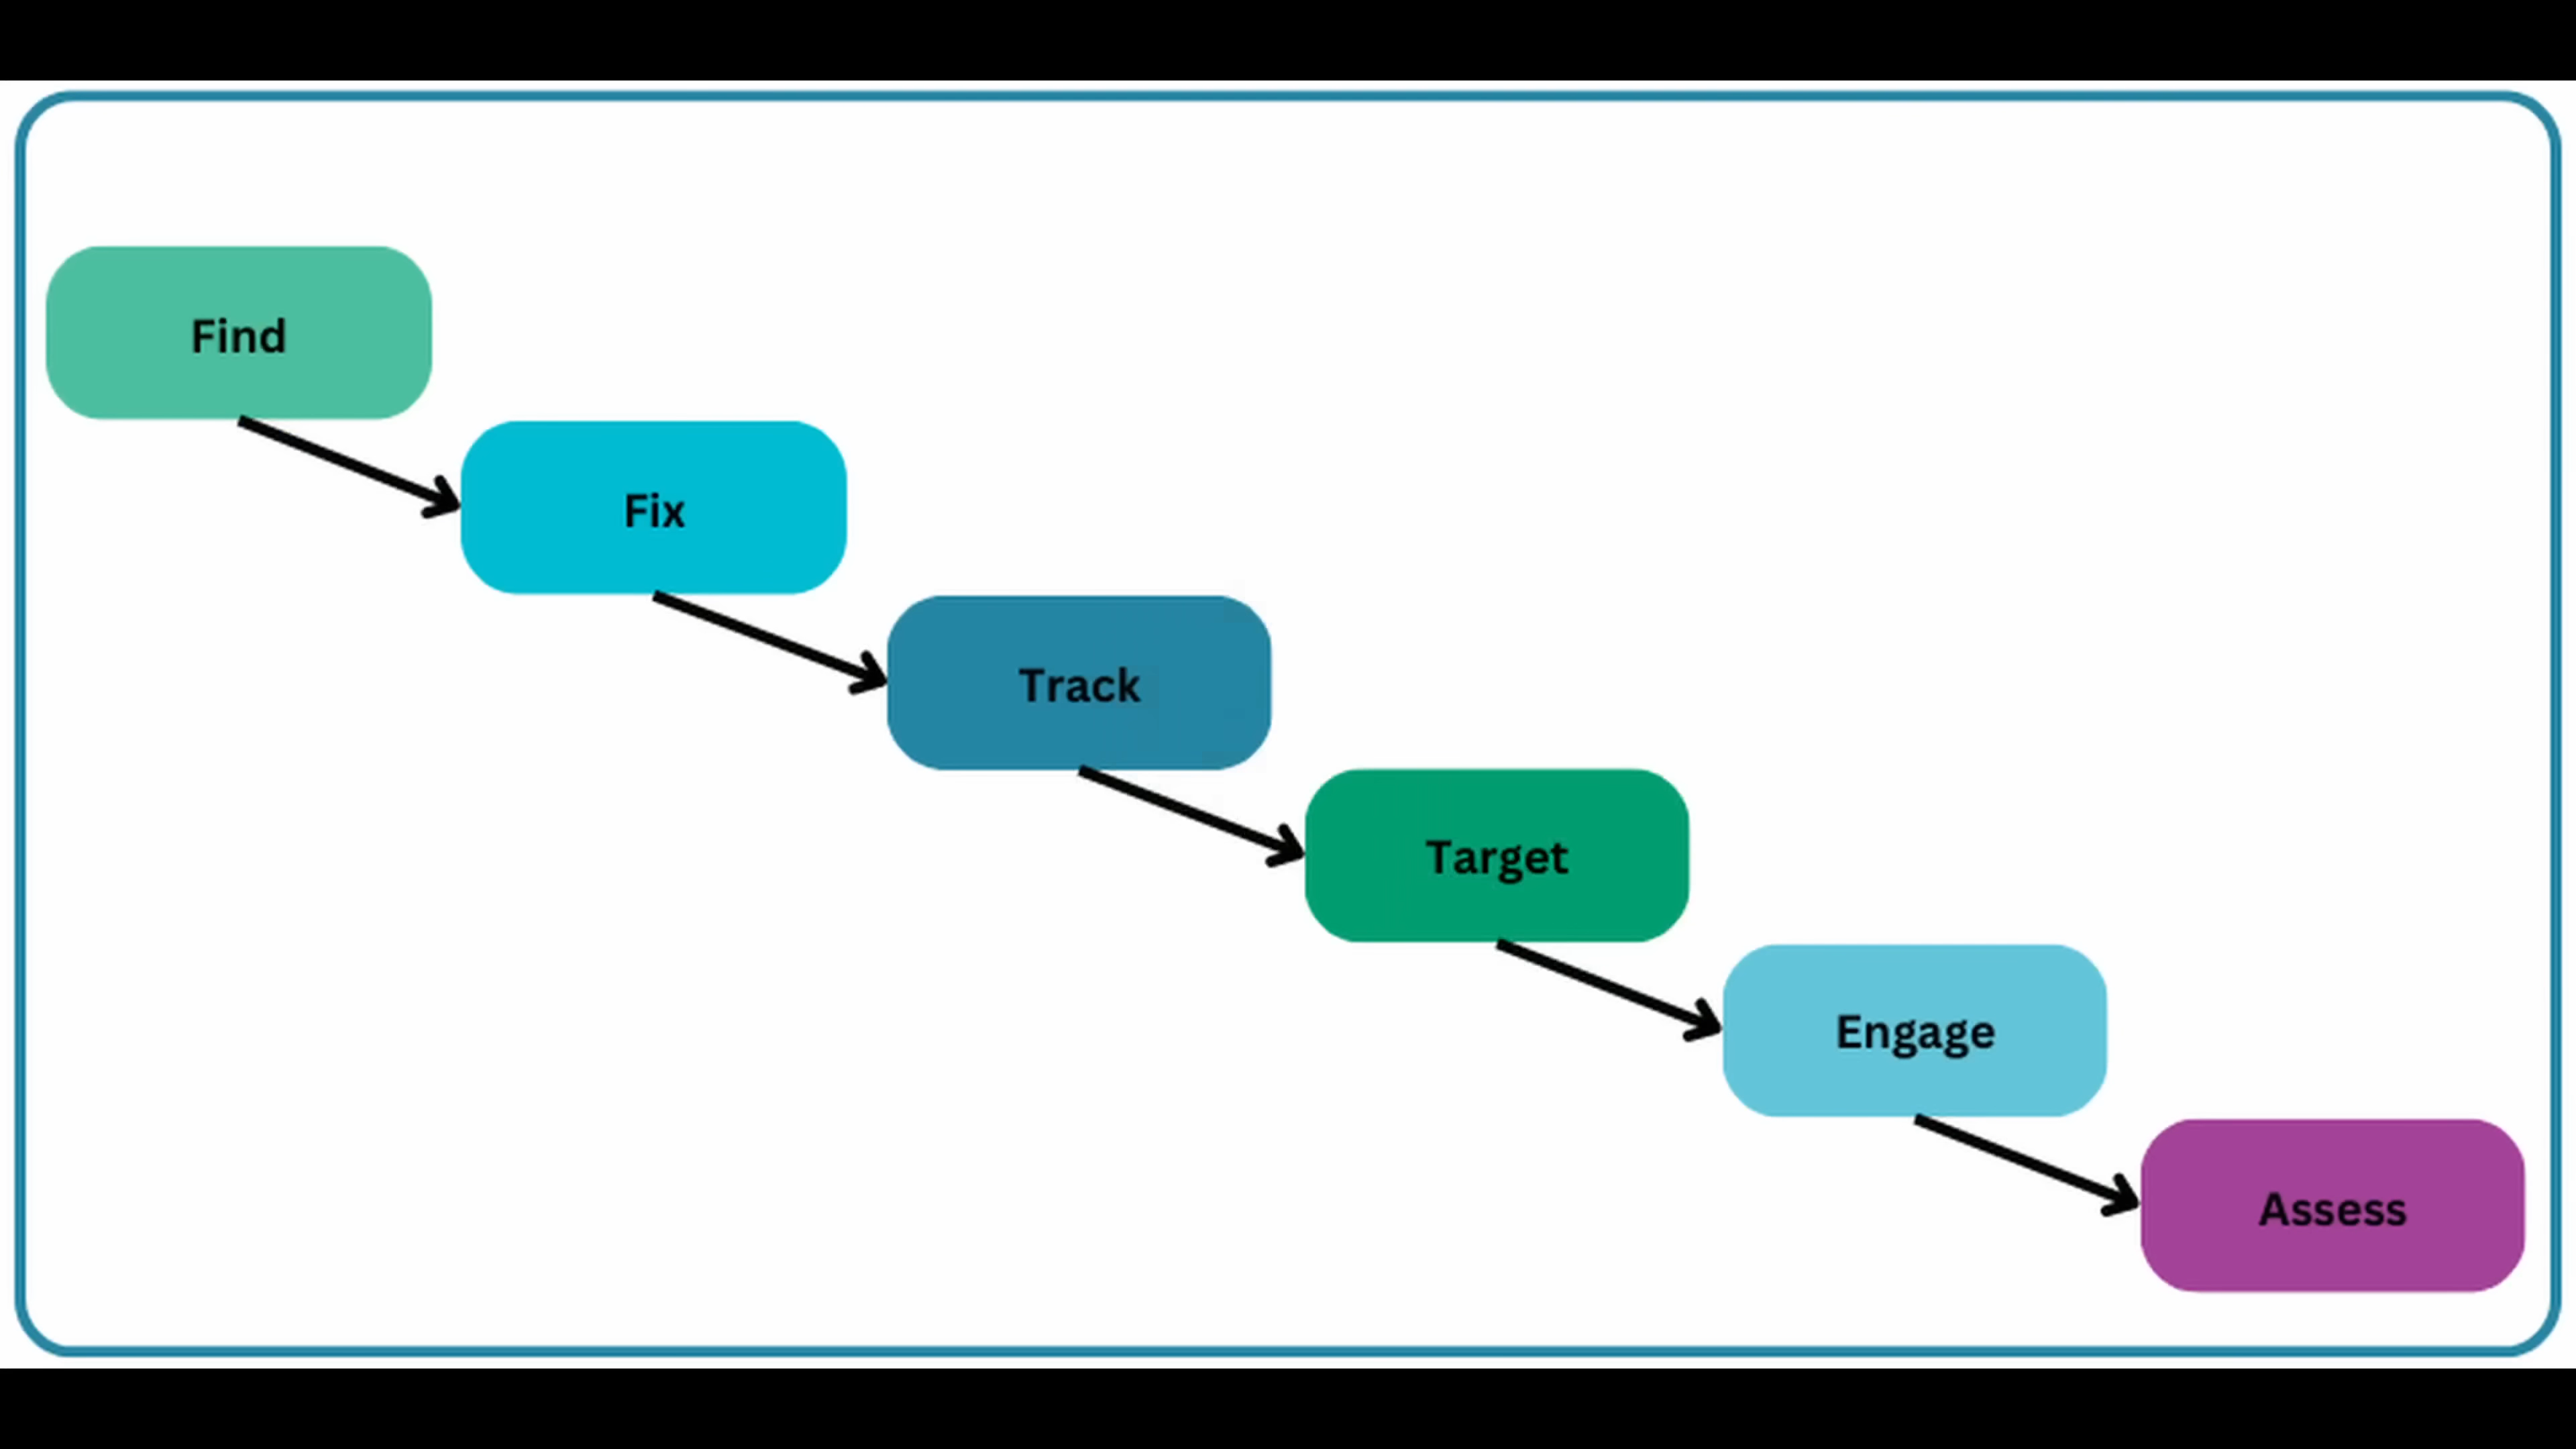 Find
Fix
Track
Target
Engage
Assess